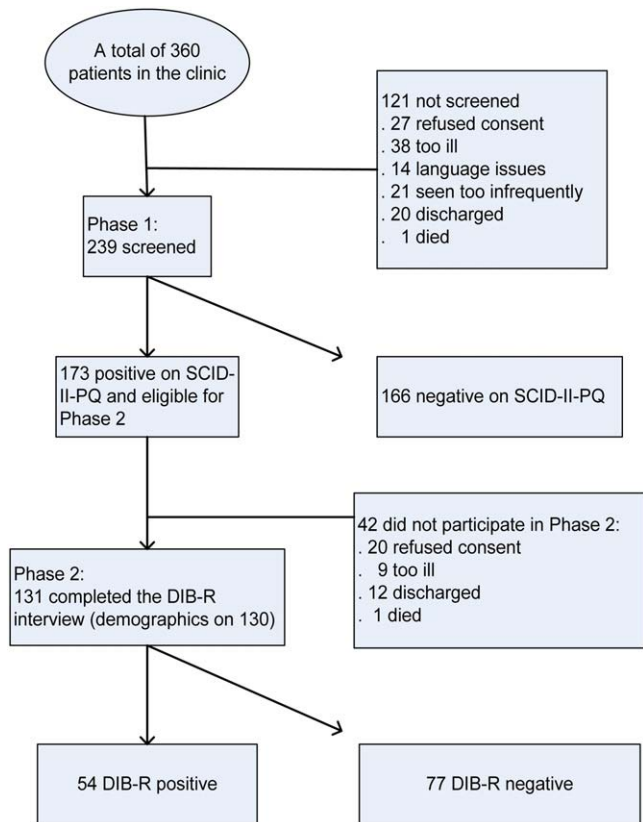 A total of 360
patients in the clinic
121 not screened
. 27 refused consent
. 38 too ill
. 14 language issues
. 21 seen too infrequently
. 20 discharged
. 1 died
Phase 1:
239 screened
173 positive on SCID-
II-PQ and eligible for
Phase 2
166 negative on SCID-II-PQ
42 did not participate in Phase 2:
. 20 refused consent
. 9 too ill
. 12 discharged
. 1 died
Phase 2:
131 completed the DIB-R
interview (demographics on 130)
54 DIB-R positive
77 DIB-R negative